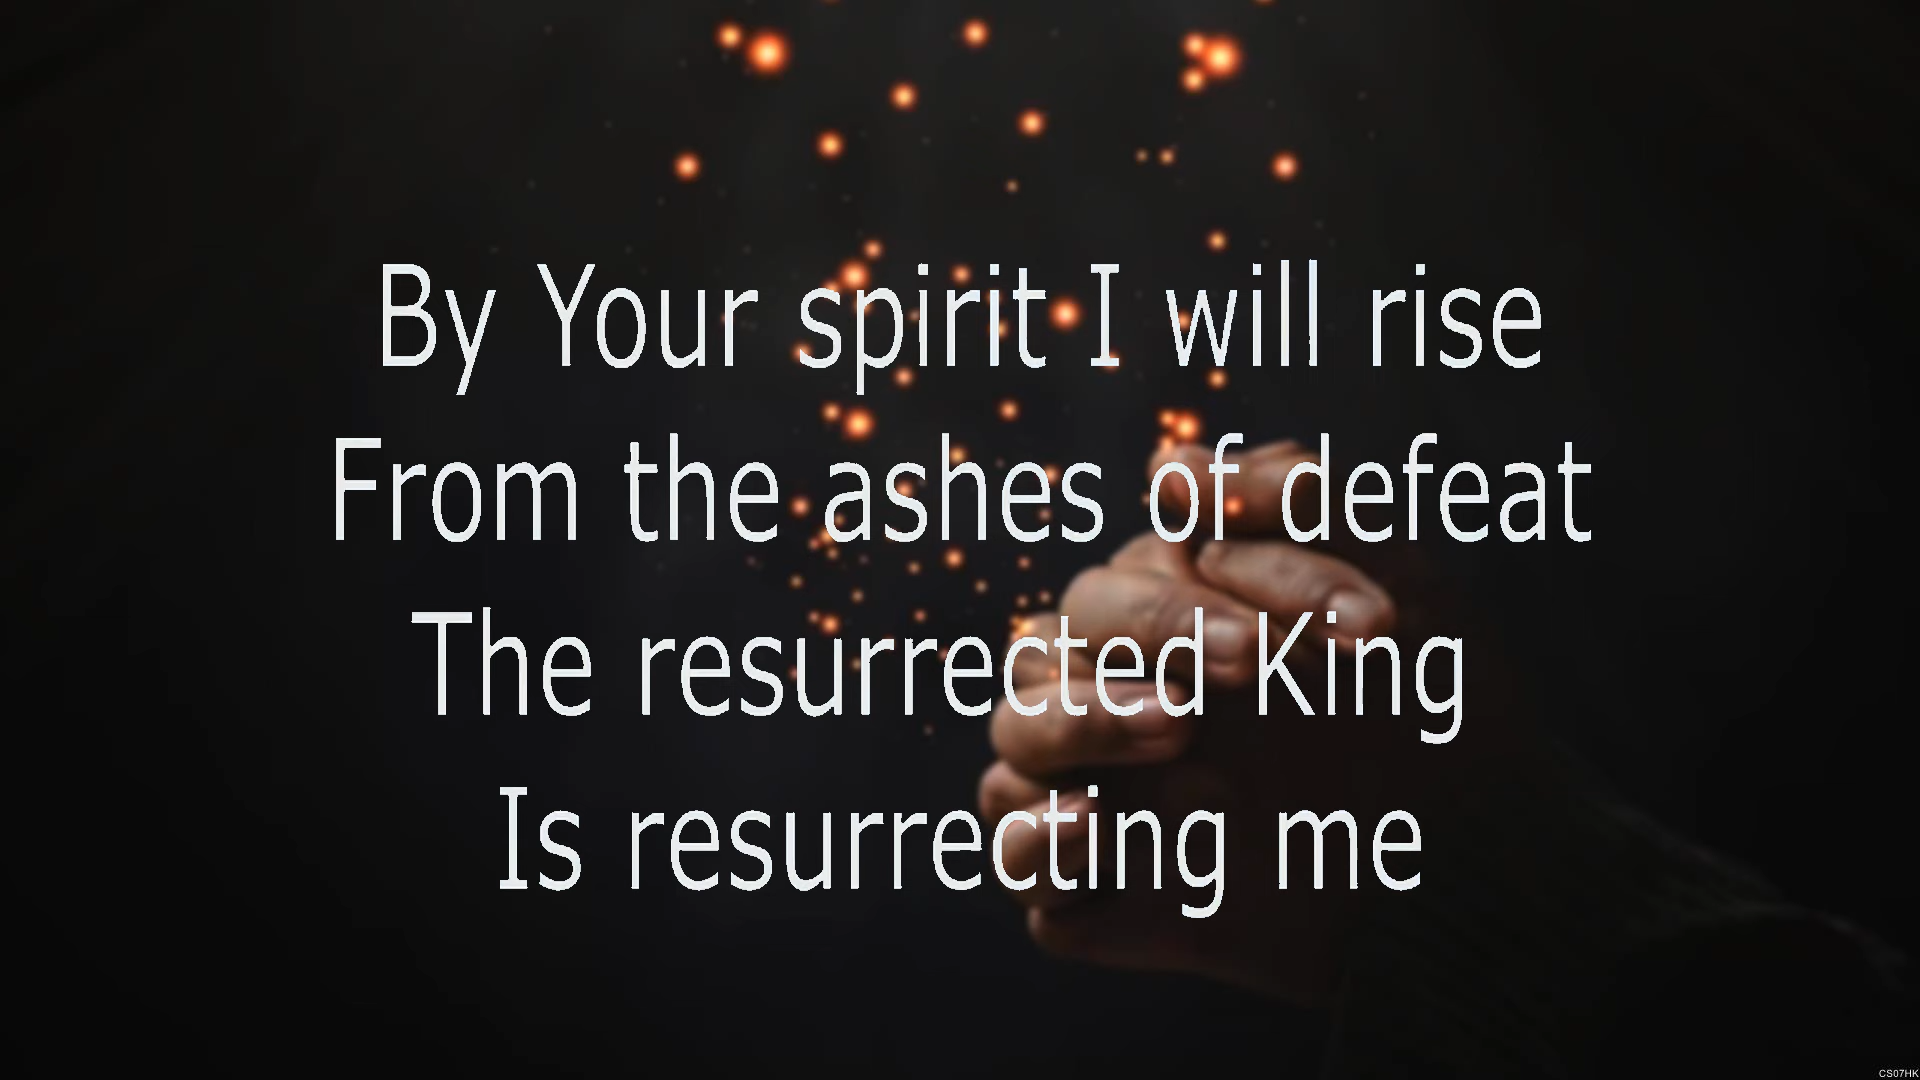 By Your spirit I will rise
From the ashes of defeat
The resurrected King
Is resurrecting me
CS07HK